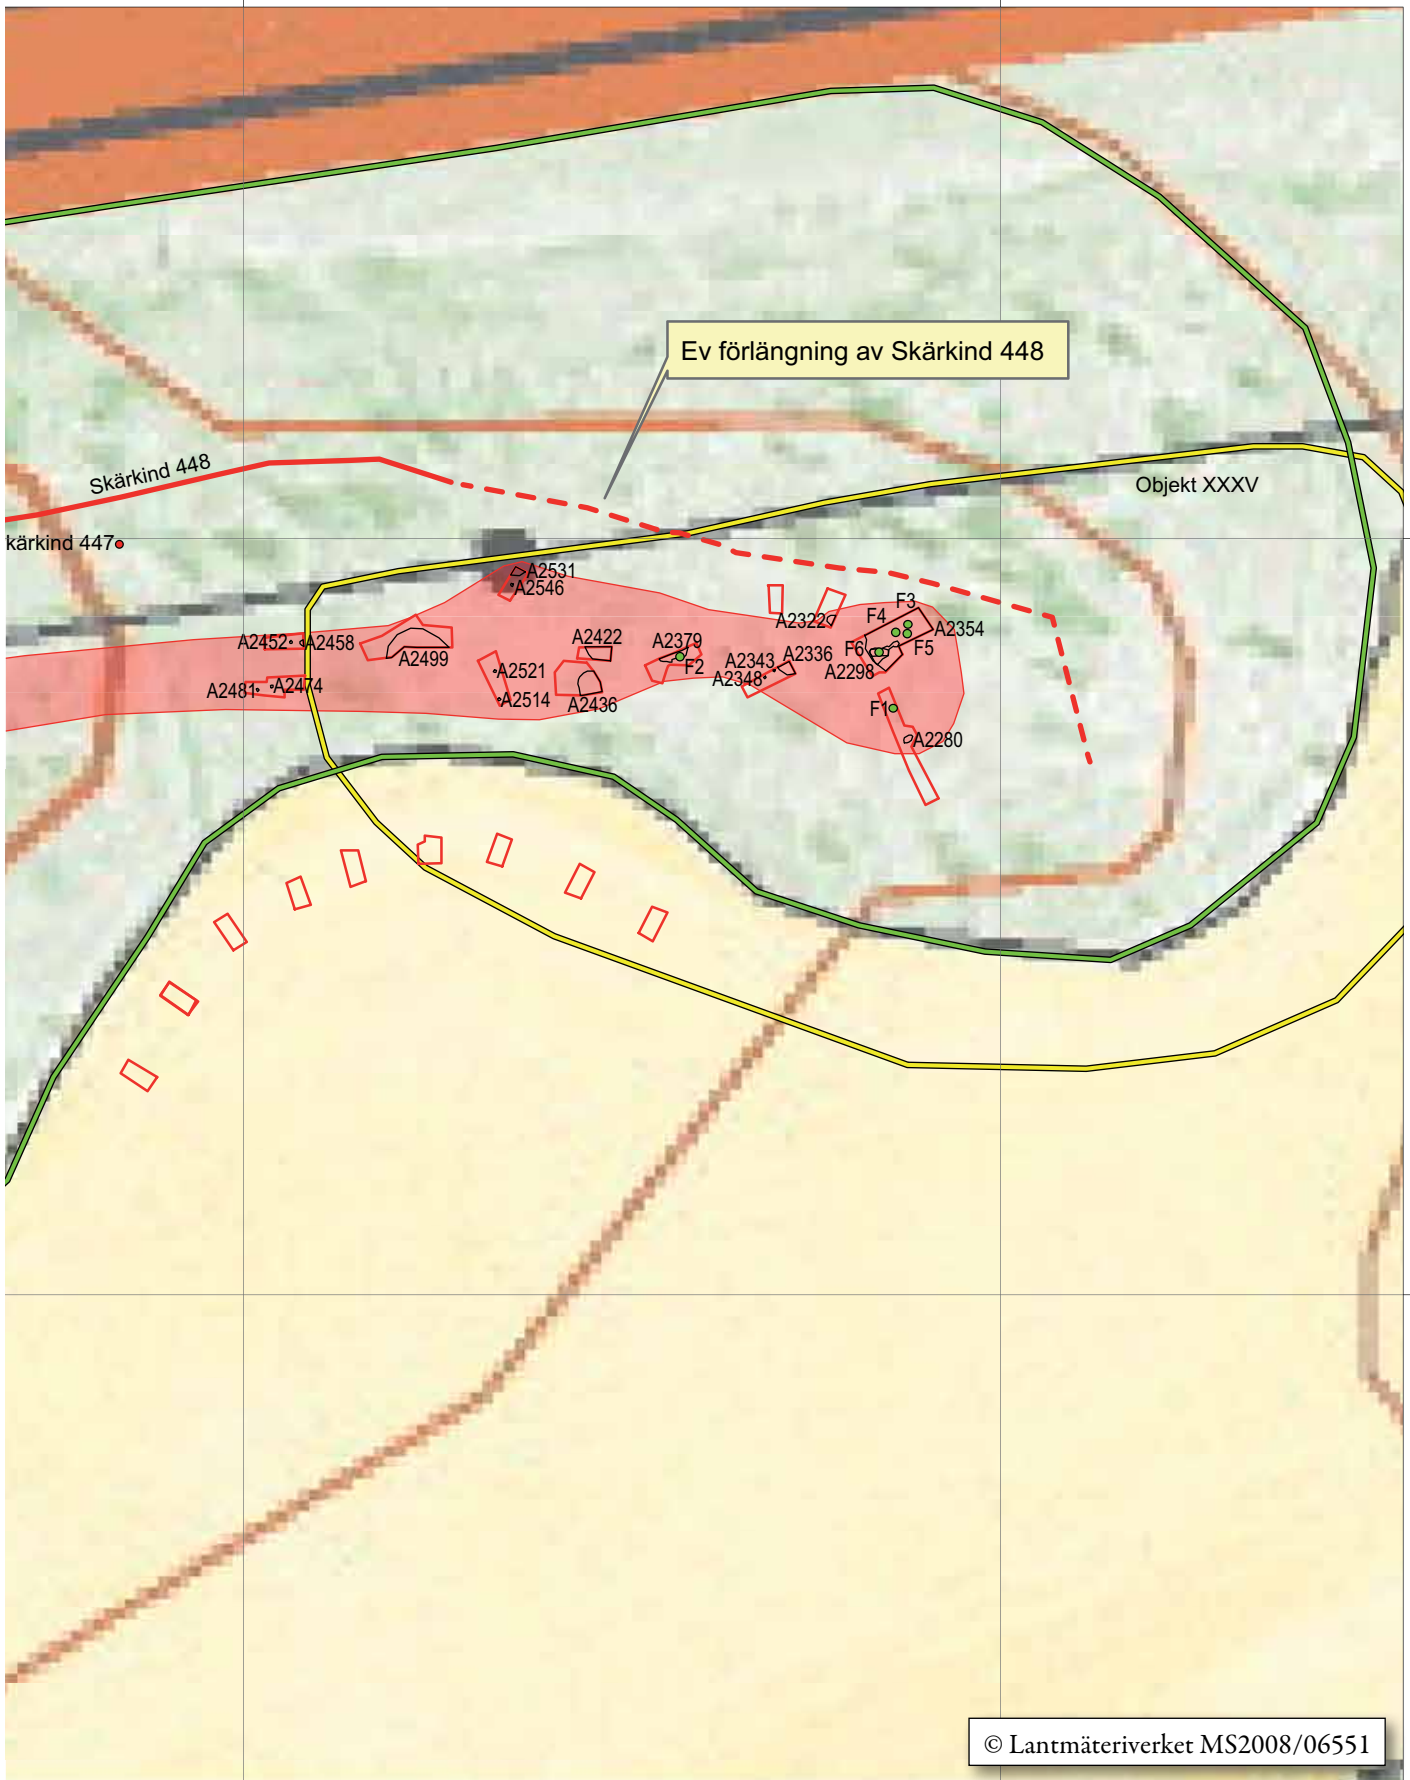 Ev förlängning av Skärkind 448
Skärkind 448
Objekt XXXV
kärkind 447
A2531
A2546
F3
F4
A2322
A2354
A2452
A2458
A2422
A2379
F5
F6
A2499
F2
A2343
A2336
A2521
A2348
A2298
A2481
A2474
A2514
A2436
F1
A2280
© Lantmäteriverket MS2008/06551